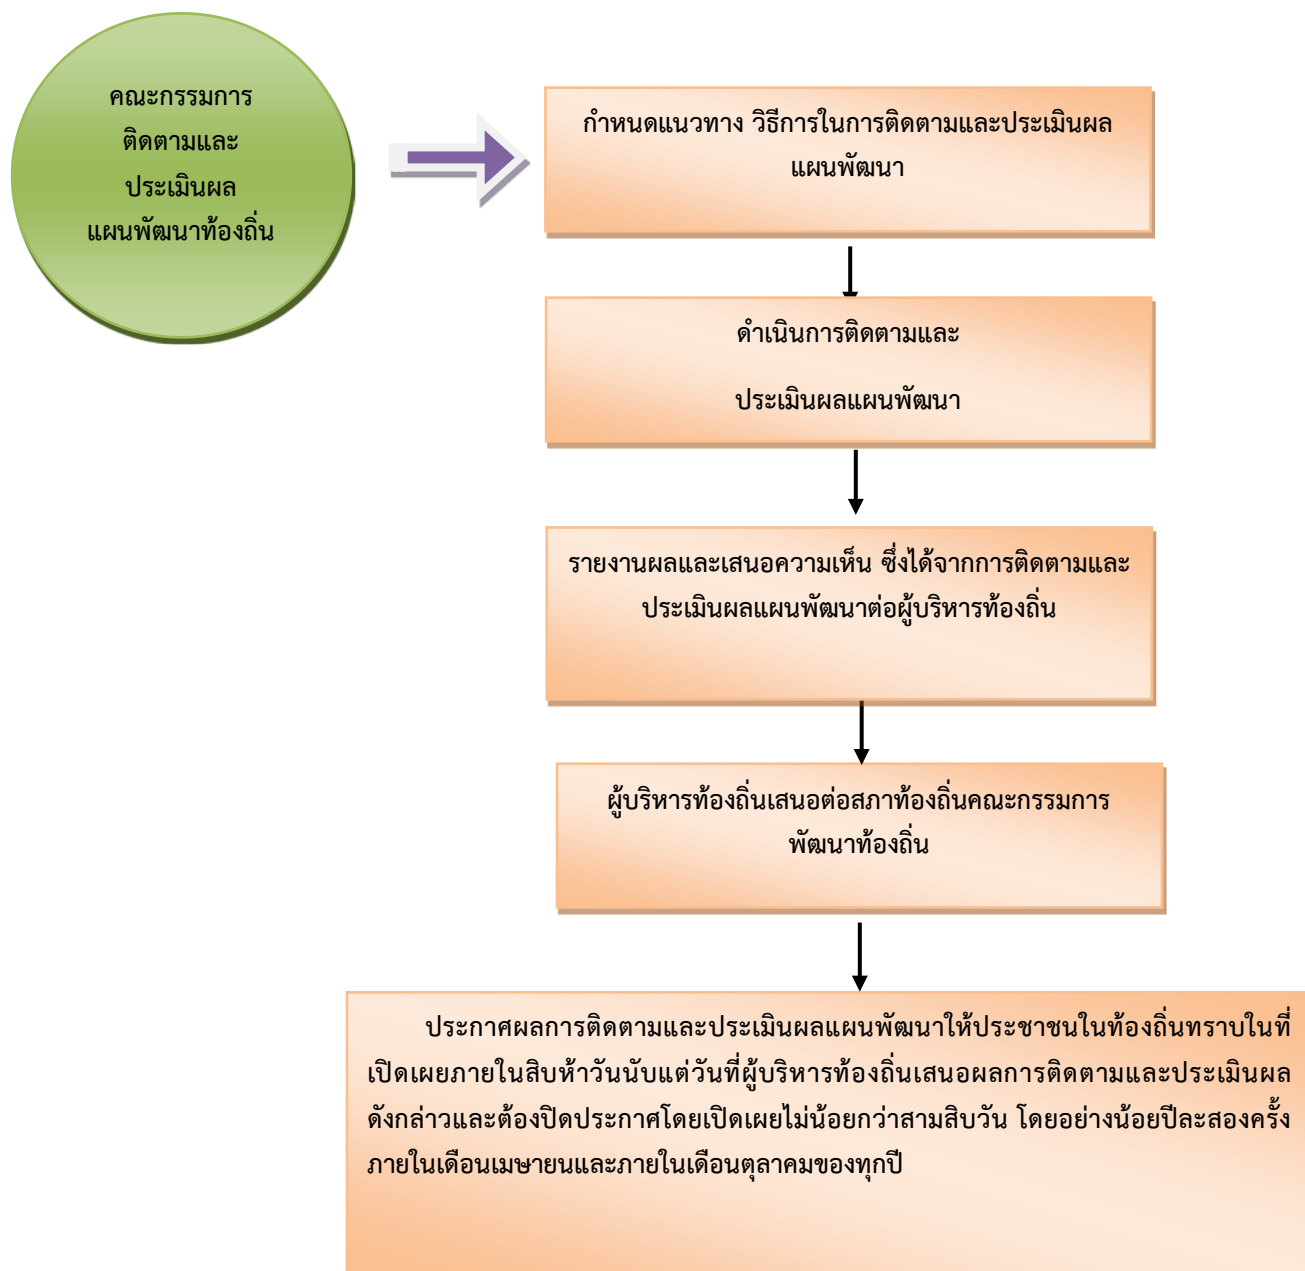 คณะกรรมการ
ติดตามและ
ประเมินผล
แผนพัฒนาท้องถิ่น
กำหนดแนวทาง วิธีการในการติดตามและประเมินผล
แผนพัฒนา
ดำเนินการติดตามและ
ประเมินผลแผนพัฒนา
รายงานผลและเสนอความเห็น ซึ่งได้จากการติดตามและ
ประเมินผลแผนพัฒนาต่อผู้บริหารท้องถิ่น
ผู้บริหารท้องถิ่นเสนอต่อสภาท้องถิ่นคณะกรรมการ
พัฒนาท้องถิ่น
ประกาศผลการติดตามและประเมินผลแผนพัฒนาให้ประชาชนในท้องถิ่นทราบในที่
เปิดเผยภายในสิบห้าวันนับแต่วันที่ผู้บริหารท้องถิ่นเสนอผลการติดตามและประเมินผล
ดังกล่าวและต้องปิดประกาศโดยเปิดเผยไม่น้อยกว่าสามสิบวัน โดยอย่างน้อยปีละสองครั้ง
ภายในเดือนเมษายนและภายในเดือนตุลาคมของทุกปี